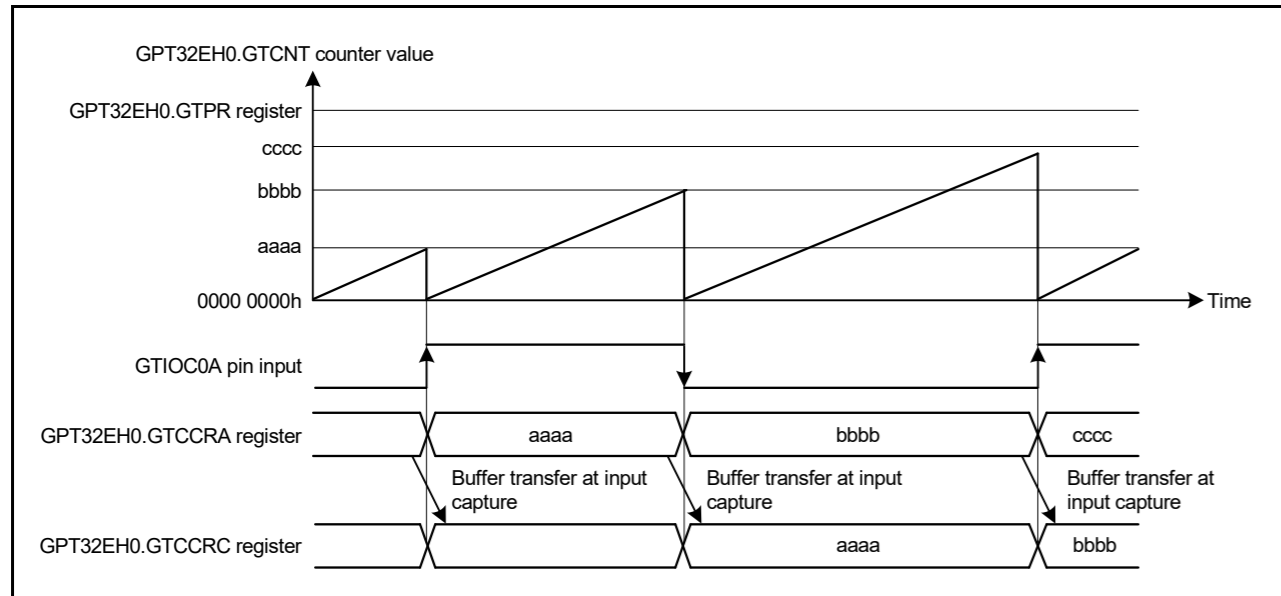 GPT32EH0.GTCNT counter value
GPT32EH0.GTPR register
cccc
bbbb
aaaa
0000 0000h
Time
GTIOC0A pin input
GPT32EH0.GTCCRA register
aaaa
bbbb
cccc
Buffer transfer at input
capture
Buffer transfer at input
capture
Buffer transfer at
input capture
GPT32EH0.GTCCRC register
aaaa
bbbb